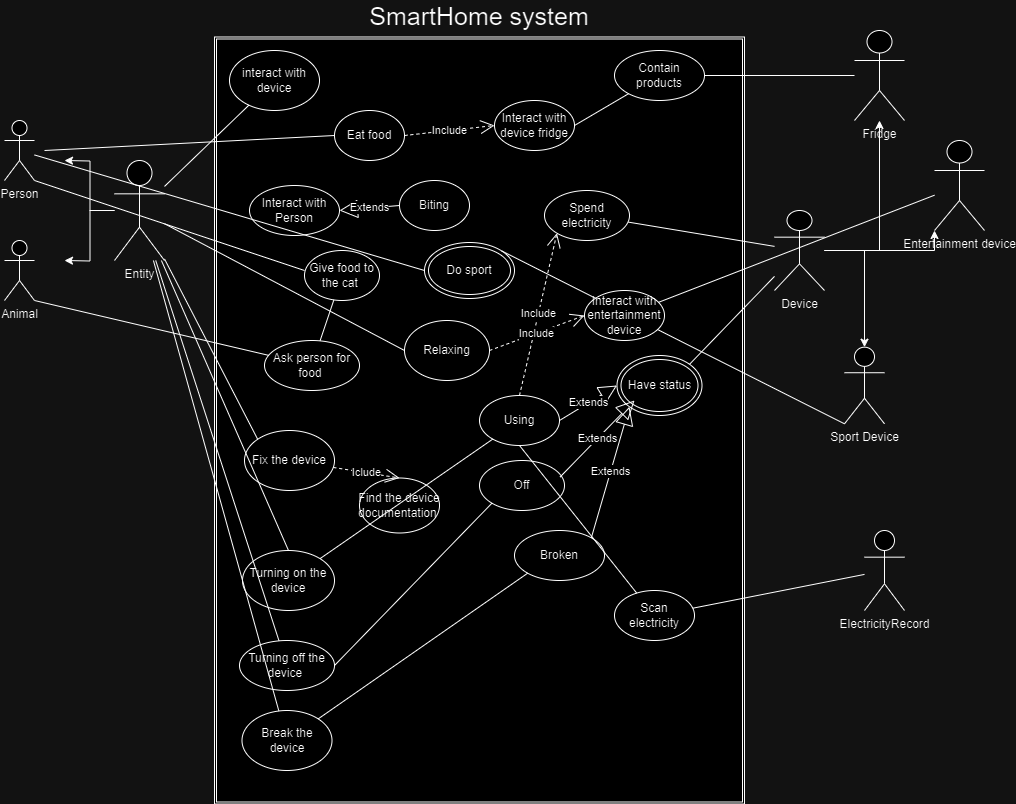 SmartHome system
interact with
device
Contain
products
Eat food
Include
Interact with
device fridge
Fridge
Person
Interact with
Person
Extends
Biting
Spend
electricity
Entertainment device
Entity
Give food to
the cat
Do sport
Device
Animal
Include
Interact with
entertainment
device
Include
Relaxing
Ask person for
food
Have status
Extends
Using
Sport Device
Extends
Fix the device
Iclude
Extends
Off
Find the device
documentation
Broken
Turning on the
device
Scan
electricity
ElectricityRecord
Turning off the
device
Break the
device